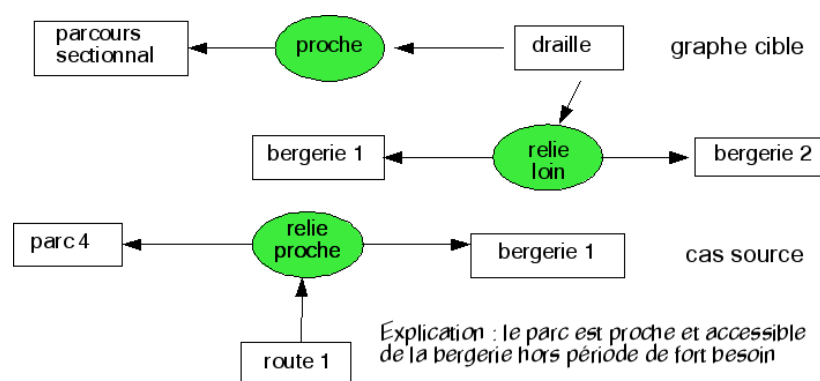 parcours
sectionnal
proche
draille
graphe cible
bergerie 1
relie
loin
bergerie 2
parc 4
relie
proche
bergerie 1
cas source
route 1
Explication : le parc est proche et accessible
de la bergerie hors période de fort besoin